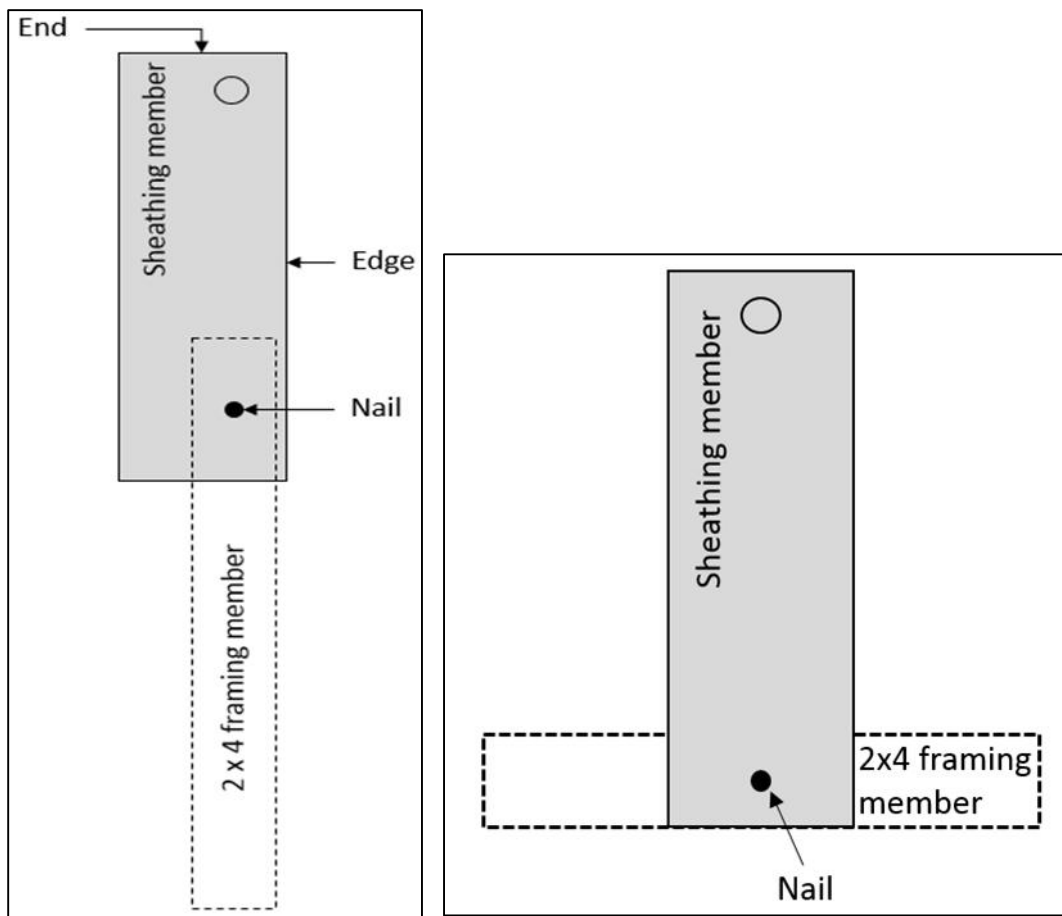 End
Sheathing member
Edge
Nail
2 x 4 framing member
Sheathing member
2x4 framing
member
Nail